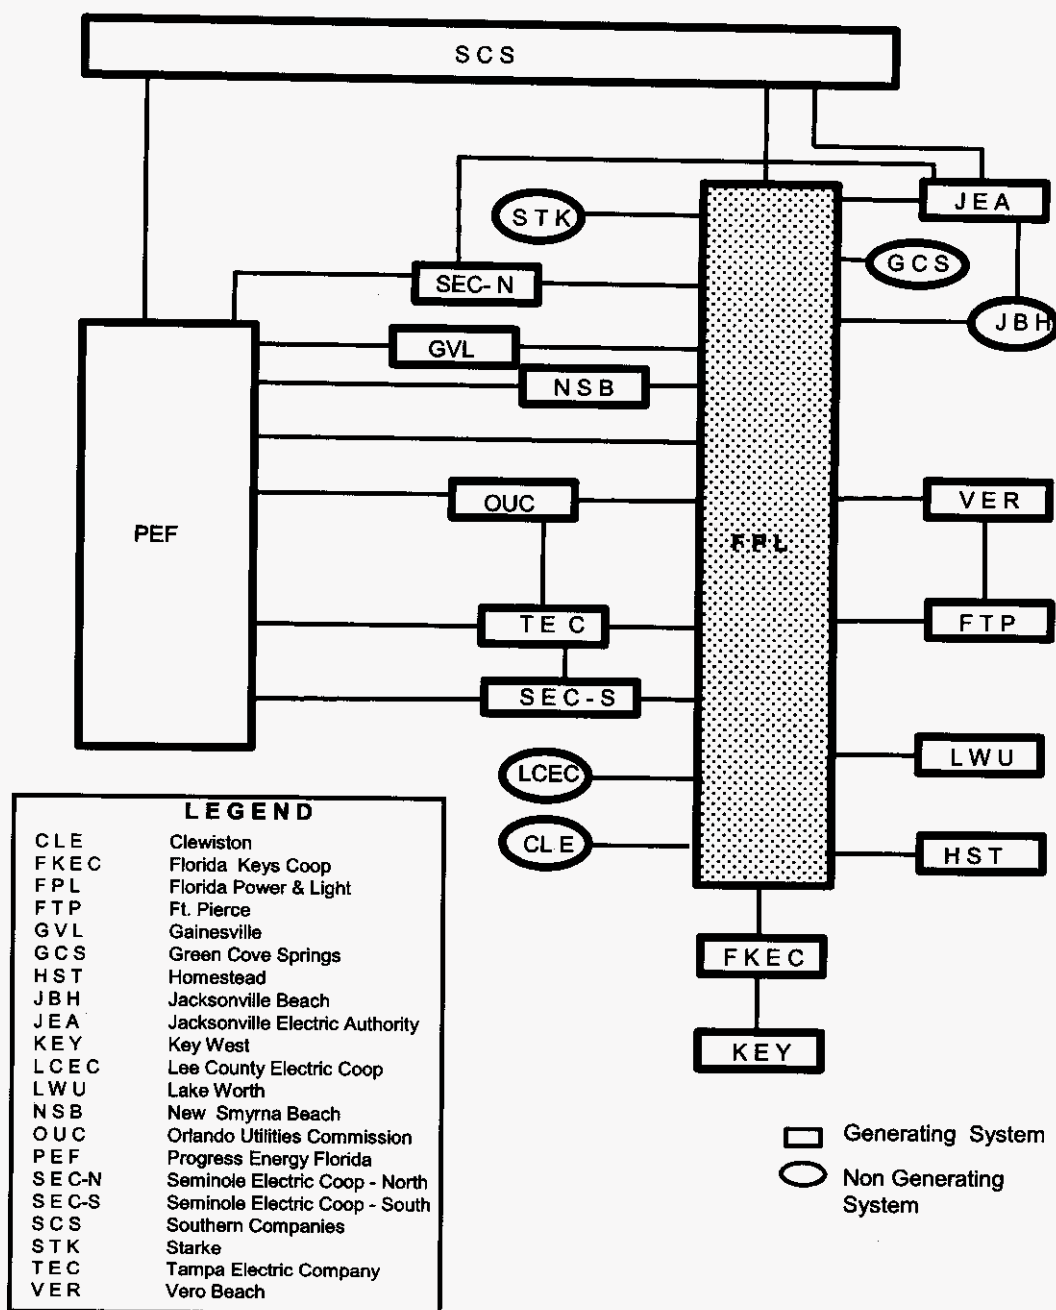 SCS
JEA
STK
GCS
SEC-N
JBH
GVL
NSB
OUC
VER
PEF
FPL
TEC
FTP
SEC-S
LWU
LCEC
CLE
HST
FKEC
KEY
LEGEND
CLE Clewiston
FKEC Florida Keys Coop
FPL Florida Power & Light
FTP Ft. Pierce
GVL Gainesville
GCS Green Cove Springs
HST Homestead
JBH Jacksonville Beach
JEA Jacksonville Electric Authority
KEY Key West
LCEC Lee County Electric Coop
LWU Lake Worth
NSB New Smyrna Beach
OUC Orlando Utilities Commission
PEF Progress Energy Florida
SEC-N Seminole Electric Coop - North
SEC-S Seminole Electric Coop - South
SCS Southern Companies
STK Starke
TEC Tampa Electric Company
VER Vero Beach
Generating System
Non Generating
System